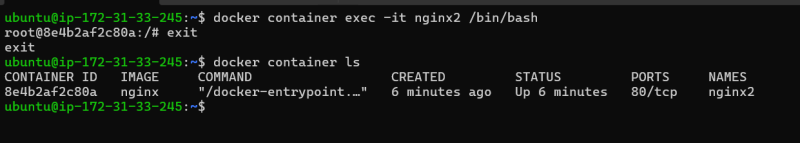 ubuntu@ip-172-31-33-245:~$ docker container exec -it nginx2 /bin/bash
root@8e4b2af2c80a:/# exit
exit
ubuntu@ip-172-31-33-245:~$ docker container ls
CONTAINER ID   IMAGE     COMMAND                  CREATED         STATUS         PORTS     NAMES
8e4b2af2c80a   nginx     "/docker-entrypoint.…"   6 minutes ago   Up 6 minutes   80/tcp    nginx2
ubuntu@ip-172-31-33-245:~$